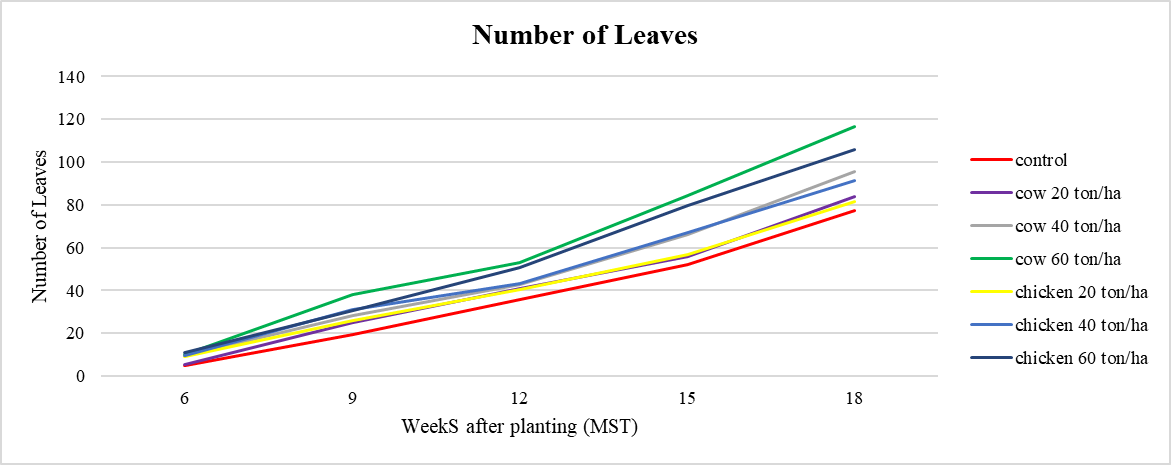 Number of Leaves
Number of Leaves
140
120
100
80
60
40
20
0
6 9 12 15 18
WeekS after planting (MST)
control
cow 20 ton/ha
cow 40 ton/ha
cow 60 ton/ha
chicken 20 ton/ha
chicken 40 ton/ha
chicken 60 ton/ha